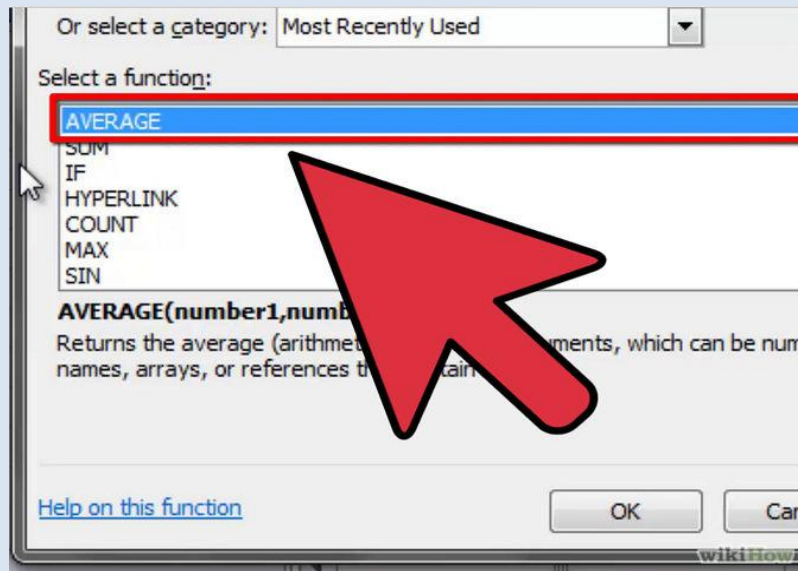 Or select a category: Most Recently Used
Select a function:
AVERAGE
SUM
IF
HYPERLINK
COUNT
MAX
SIN
AVERAGE(number1,numb
Returns the average (arithmet uments, which can be num
names, arrays, or references th tain
Help on this function
OK
Can
wikiHow